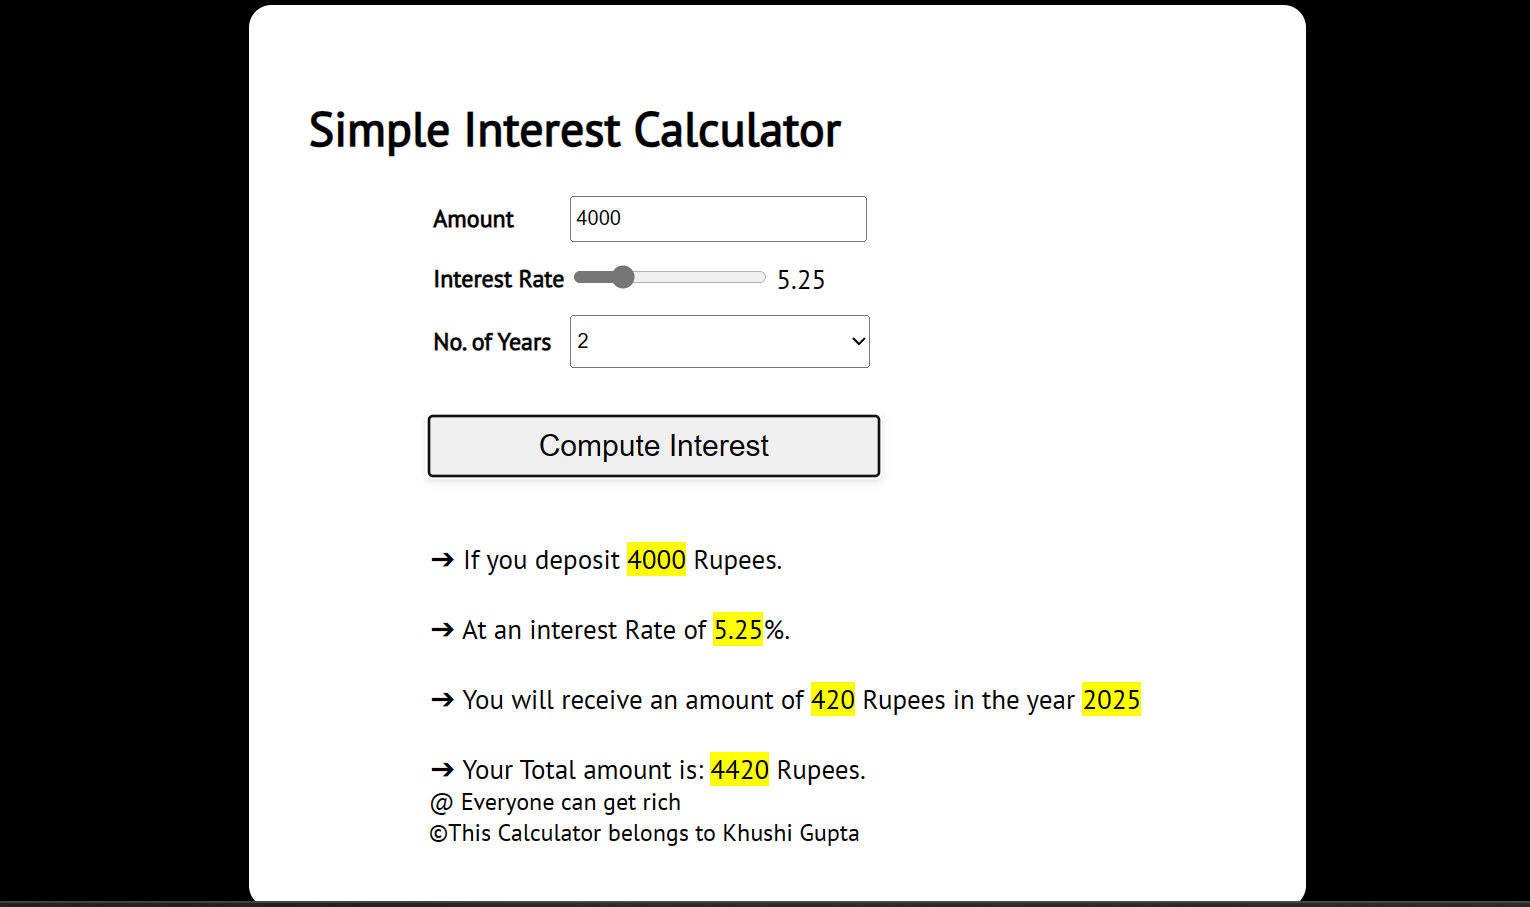 Simple Interest Calculator
Amount 4000
Interest Rate 5.25
No. of Years 2
Compute Interest
➔ If you deposit 4000 Rupees.
➔ At an interest Rate of 5.25%.
➔ You will receive an amount of 420 Rupees in the year 2025
➔ Your Total amount is: 4420 Rupees.
@ Everyone can get rich
©This Calculator belongs to Khushi Gupta